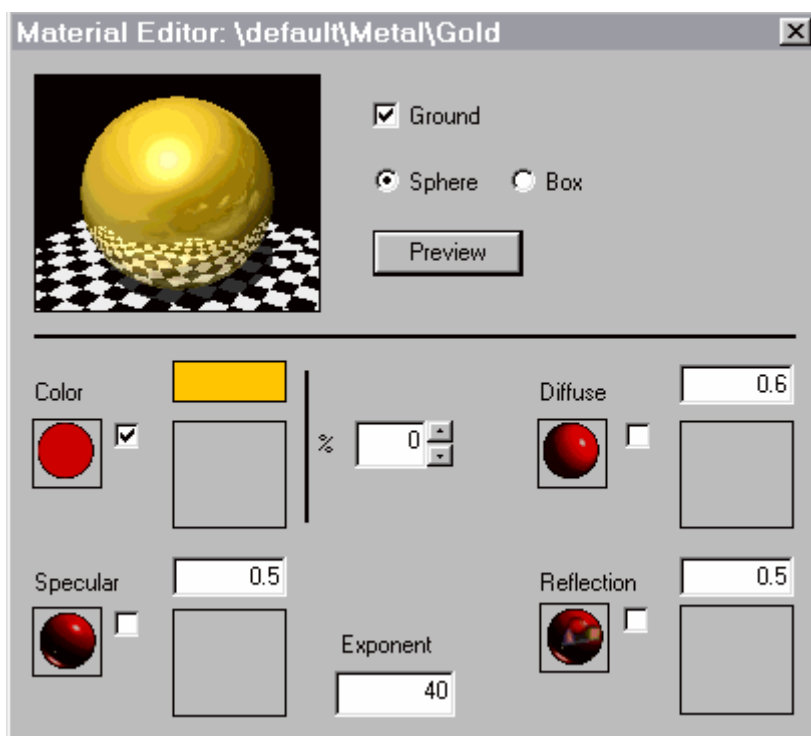 Material Editor: \default\Metal\Gold
Ground
Sphere
Box
Preview
Color
%
0
Diffuse
0.6
Specular
0.5
Exponent
40
Reflection
0.5